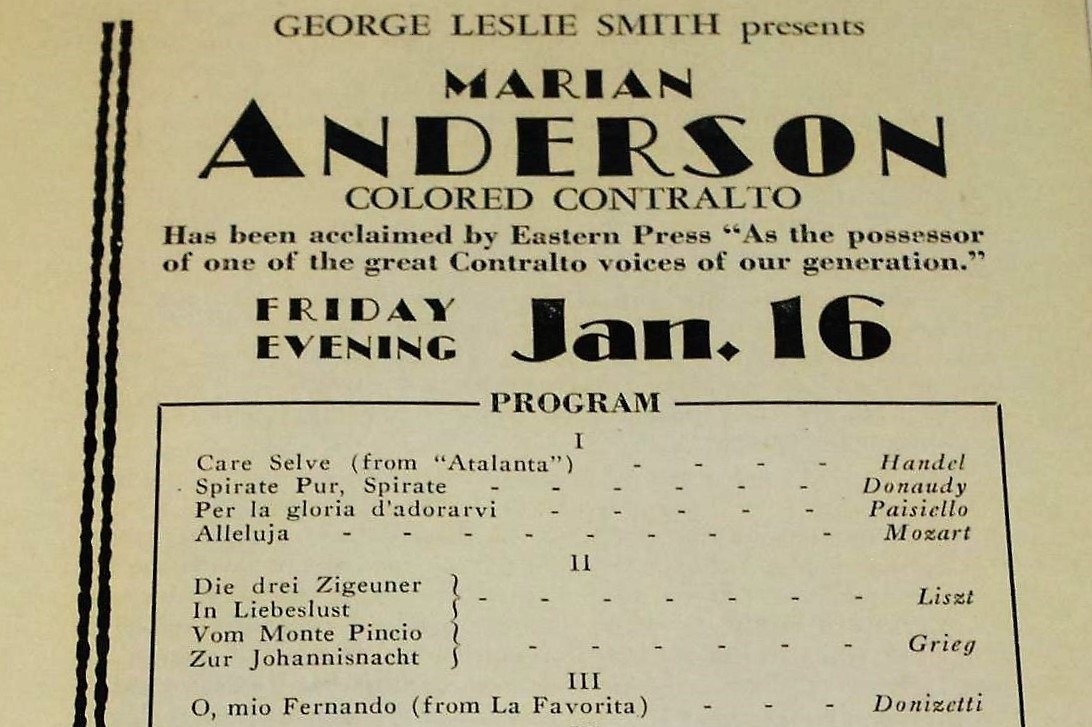 GEORGE LESLIE SMITH presents
MARIAN
ANDERSON
COLORED CONTRALTO
Has been acclaimed by Eastern Press “As the possessor
of one of the great Contralto voices of our generation.”
FRIDAY
EVENING
Jan. 16
PROGRAM
I
Care Selve (from “Atalanta”) - - - - Handel
Spirate Pur, Spirate - - - - - - Donaudy
Per la gloria d'adorarvi - - - - - Paisiello
Alleluja - - - - - - - - Mozart
II
Die drei Zigeuner
In Liebeslust } - - - - - - - Liszt
Vom Monte Pincio
Zur Johannisnacht } - - - - - - Grieg
III
O, mio Fernando (from La Favorita) - - - Donizetti